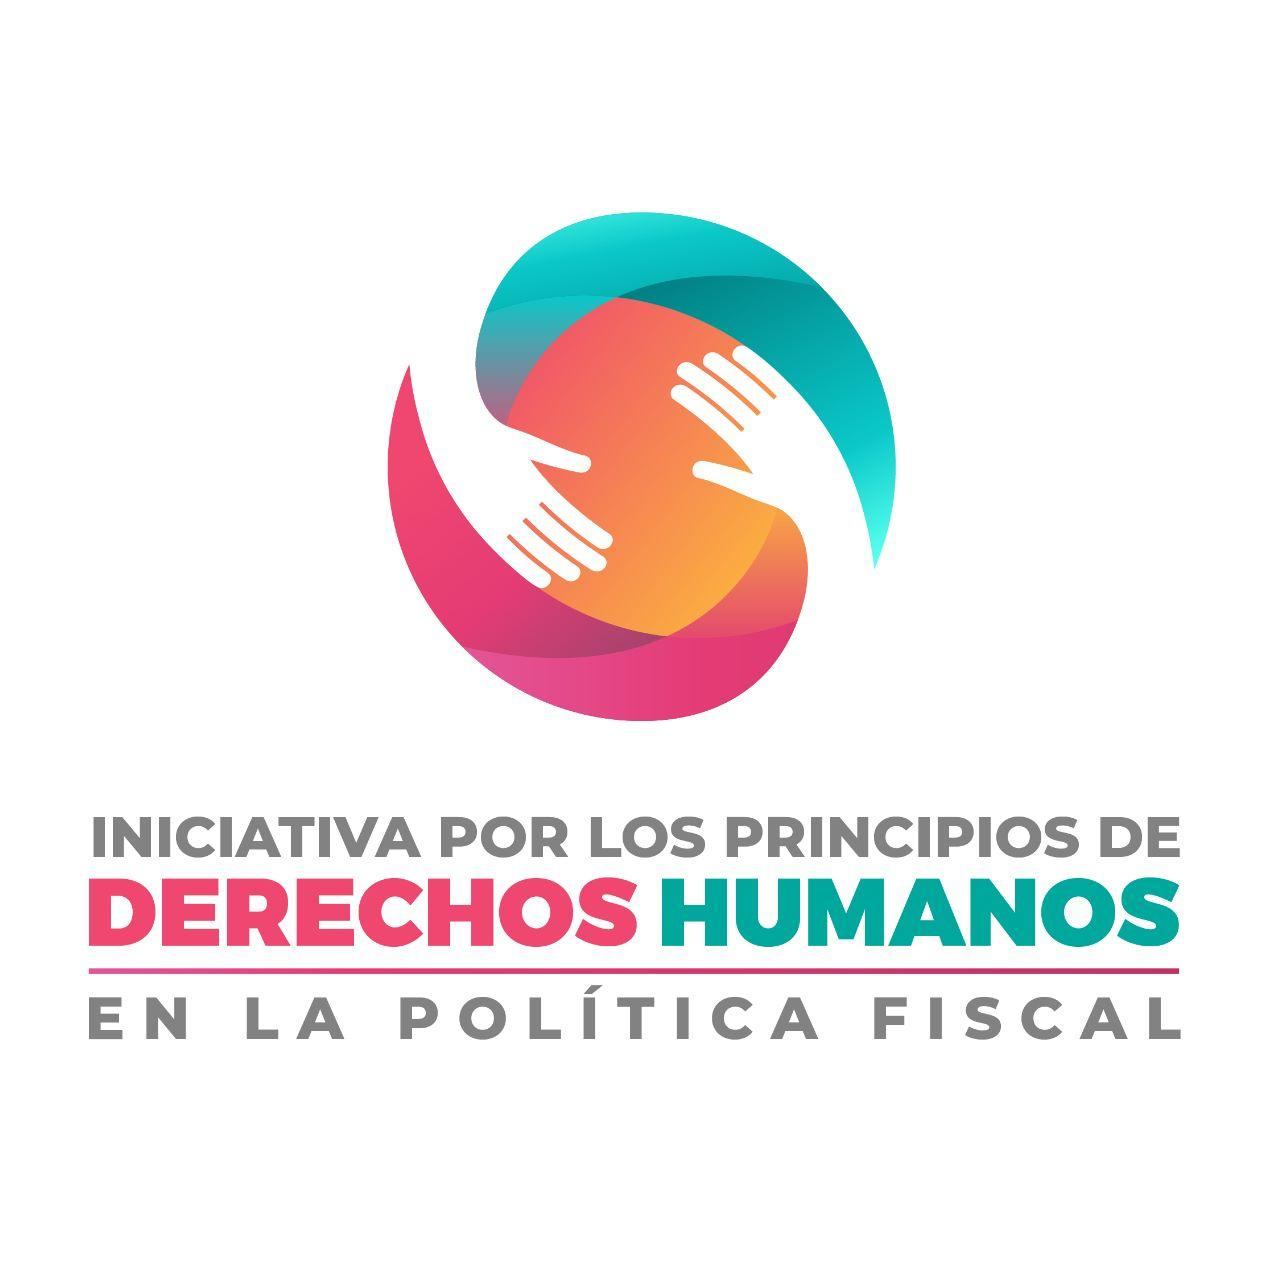 INICIATIVA POR LOS PRINCIPIOS DE
DERECHOS HUMANOS
EN LA POLÍTICA FISCAL